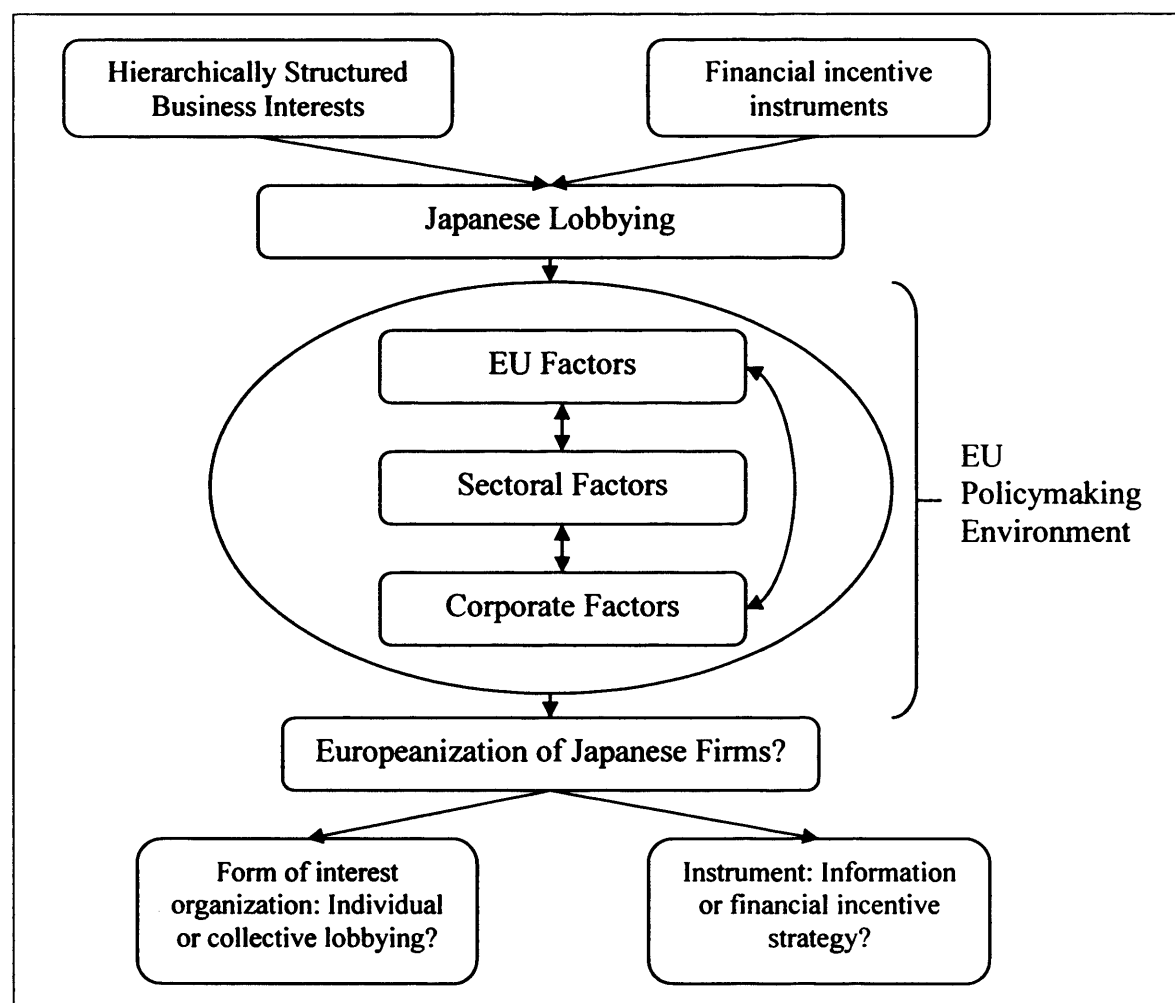 Hierarchically Structured
Business Interests
Financial incentive
instruments
Japanese Lobbying
EU Factors
Sectoral Factors
Corporate Factors
EU
Policymaking
Environment
Europeanization of Japanese Firms?
Form of interest
organization: Individual
or collective lobbying?
Instrument: Information
or financial incentive
strategy?